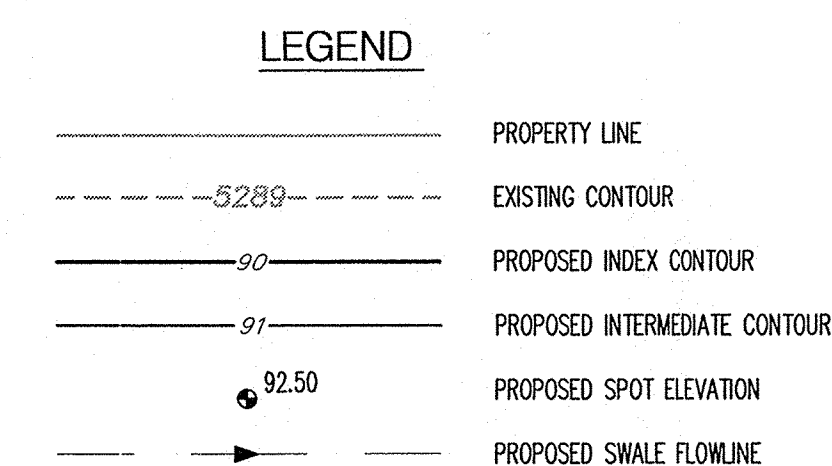 LEGEND
PROPERTY LINE
5289 EXISTING CONTOUR
90 PROPOSED INDEX CONTOUR
91 PROPOSED INTERMEDIATE CONTOUR
92.50 PROPOSED SPOT ELEVATION
PROPOSED SWALE FLOWLINE